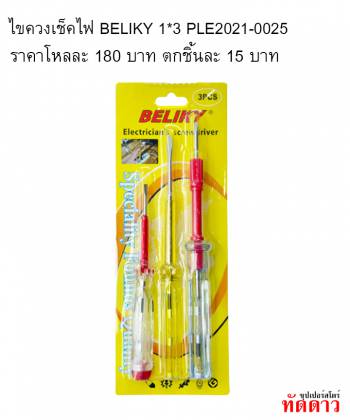 ไขควงเช็คไฟ BELIKY 1*3 PLE2021-0025
ราคาโหลละ 180 บาท ตกชิ้นละ 15 บาท
3PCS
BELIKY
Electrician's screwdriver
ซุปเปอร์สโตร์
ทัดดาว